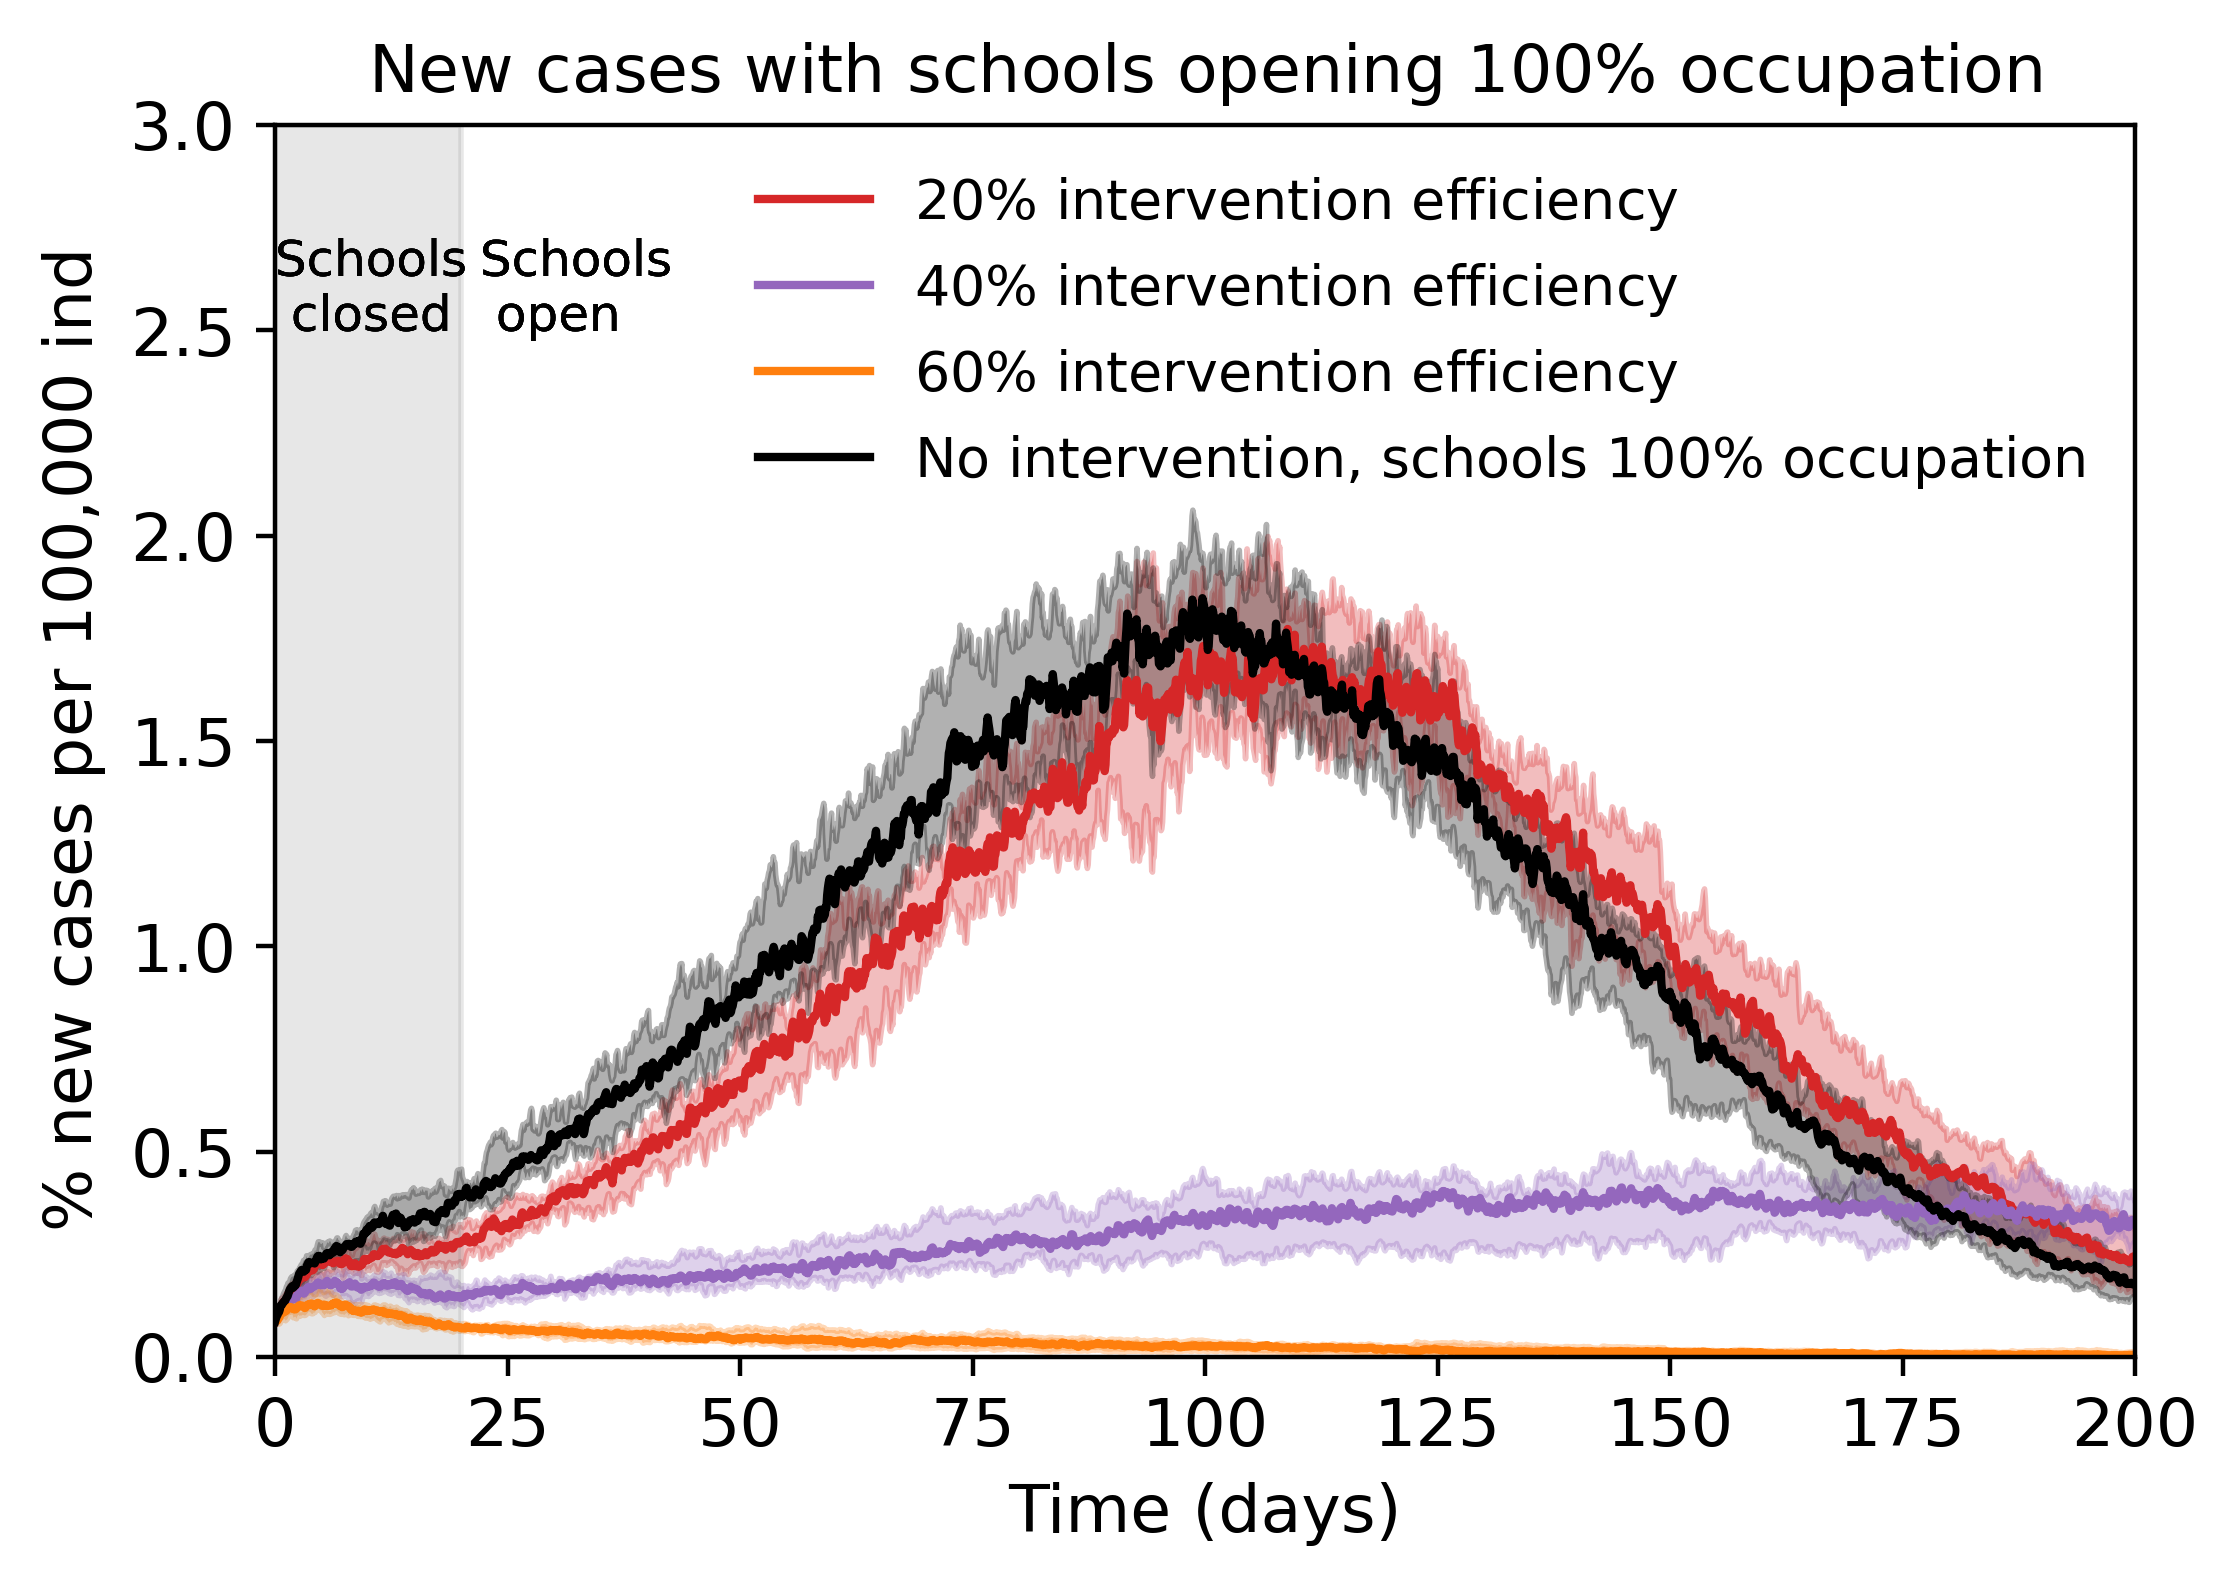 New cases with schools opening 100% occupation
% new cases per 100,000 ind
3.0
2.5
2.0
1.5
1.0
0.5
0.0
Schools
closed
Schools
open
20% intervention efficiency
40% intervention efficiency
60% intervention efficiency
No intervention, schools 100% occupation
0 25 50 75 100 125 150 175 200
Time (days)